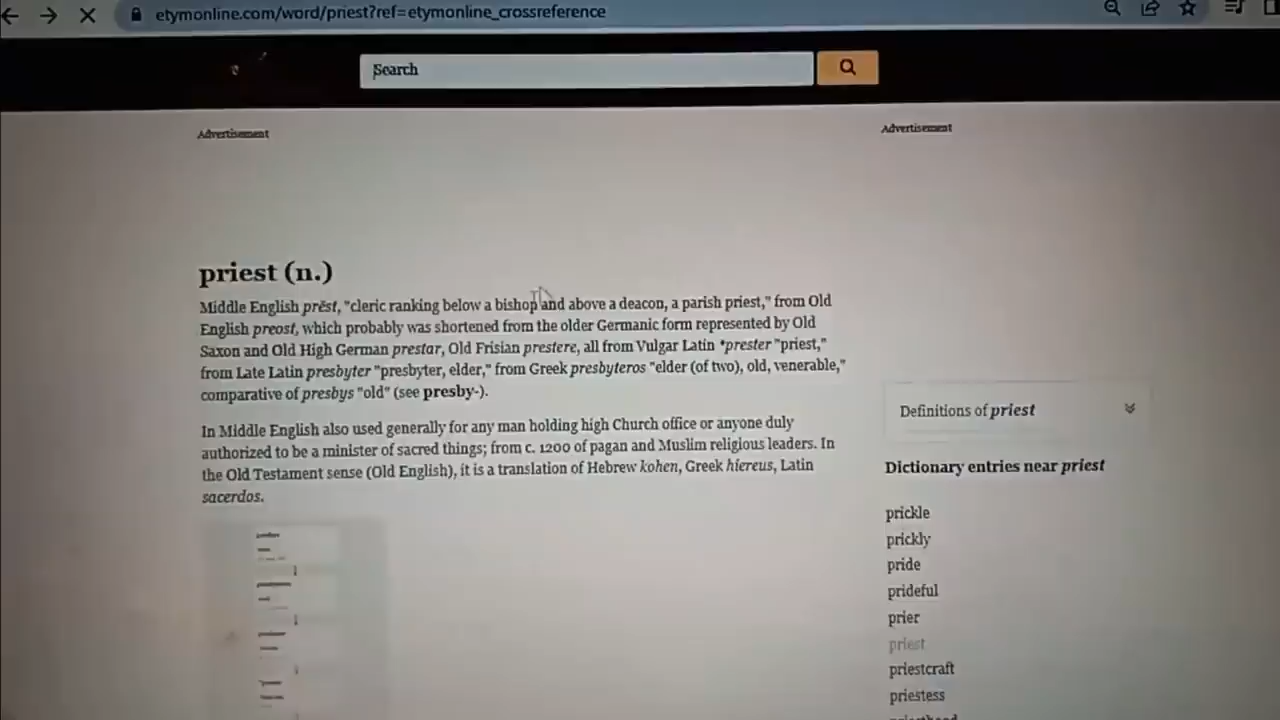 etymonline.com/word/priest?ref=etymonline_crossreference
Search
Advertisement
Advertisement
priest (n.)
Middle English prēst, "cleric ranking below a bishop and above a deacon, a parish priest," from Old
English preost, which probably was shortened from the older Germanic form represented by Old
Saxon and Old High German prestar, Old Frisian prestere, all from Vulgar Latin *prester "priest,"
from Late Latin presbyter "presbyter, elder," from Greek presbyteros "elder (of two), old, venerable,"
comparative of presbys "old" (see presby-).
In Middle English also used generally for any man holding high Church office or anyone duly
authorized to be a minister of sacred things; from c. 1200 of pagan and Muslim religious leaders. In
the Old Testament sense (Old English), it is a translation of Hebrew kohen, Greek hiereus, Latin
sacerdos.
Definitions of priest
Dictionary entries near priest
prickle
prickly
pride
prideful
prier
priest
priestcraft
priestess